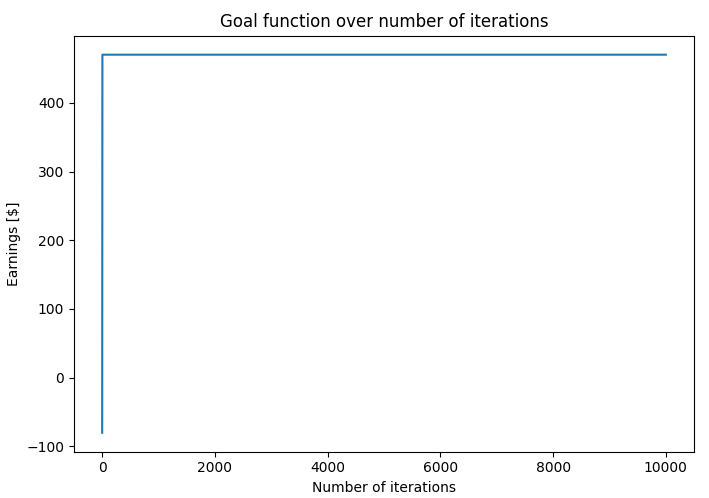 Goal function over number of iterations
Earnings [$]
400
300
200
100
0
−100
0 2000 4000 6000 8000 10000
Number of iterations